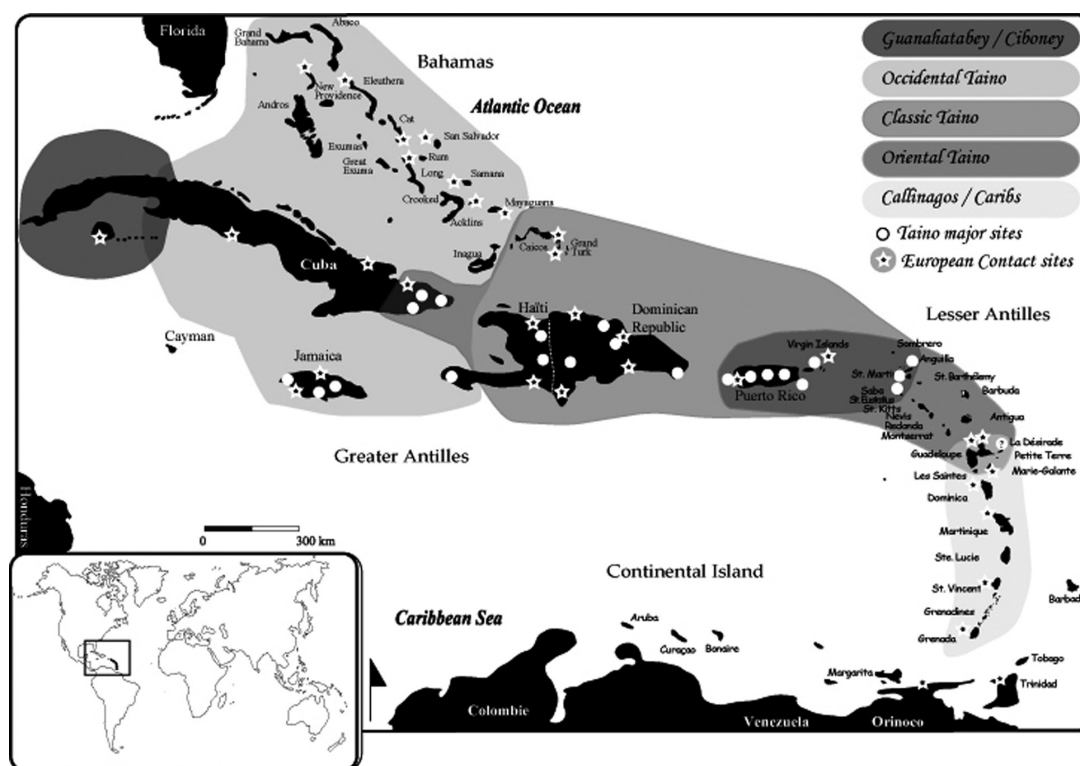 Florida
Grand
Bahama
Abaco
Bahamas
New
Providence
Eleuthera
Andros
Atlantic Ocean
Cat
San Salvador
Exumas
Great
Exuma
Rum
Long
Samana
Crooked
Acklins
Mayaguana
Inagua
Caicos
Grand
Turk
Guanahatabey / Ciboney
Occidental Taino
Classic Taino
Oriental Taino
Callinagos / Caribs
Taino major sites
European Contact sites
Cuba
Cayman
Jamaica
Haïti
Dominican
Republic
Lesser Antilles
Virgin Islands
Puerto Rico
Sombrero
Anguilla
St. Martin
St. Barthélemy
Saba
St. Eustatius
St. Kitts
Barbuda
Nevis
Redonda
Antigua
Montserrat
La Désirade
?
Guadeloupe
Petite Terre
Les Saintes
Marie-Galante
Dominica
Martinique
Ste. Lucie
St. Vincent
Barbad
Grenadines
Grenada
Greater Antilles
Honduras
0 300 km
Continental Island
Caribbean Sea
Aruba
Curaçao
Bonaire
Margarita
Tobago
Trinidad
Colombie
Venezuela
Orinoco